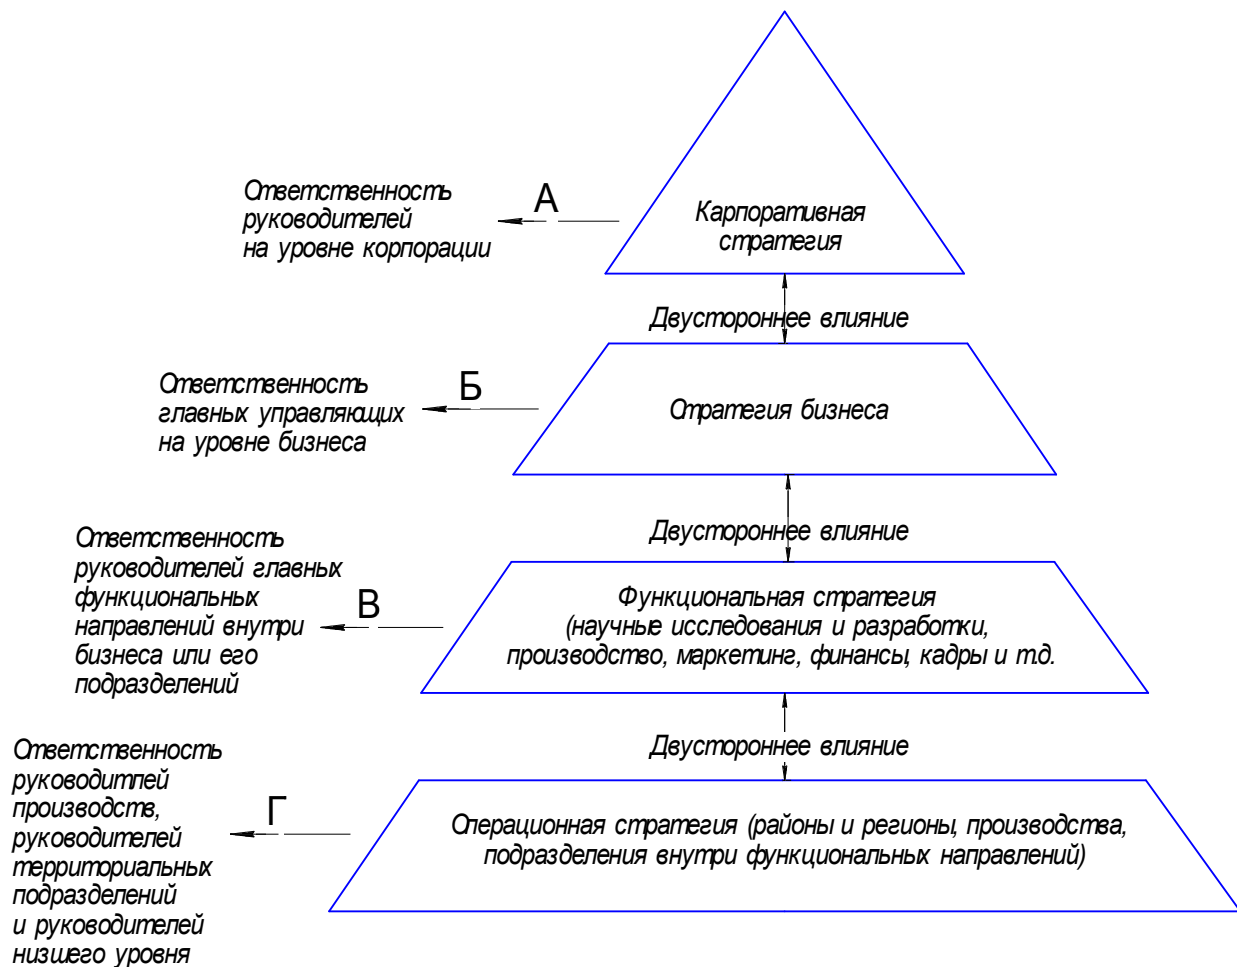 Ответственность
руководителей
на уровне корпорации
А
Карпоративная
стратегия
Двустороннее влияние
Ответственность
главных управляющих
на уровне бизнеса
Б
Стратегия бизнеса
Двустороннее влияние
Ответственность
руководителей главных
функциональных
направлений внутри
бизнеса или его
подразделений
В
Функциональная стратегия
(научные исследования и разработки,
производство, маркетинг, финансы, кадры и т.д.
Двустороннее влияние
Ответственность
руководитлей
производств,
руководителей
территориальных
подразделений
и руководителей
низшего уровня
Г
Операционная стратегия (районы и регионы, производства,
подразделения внутри функциональных направлений)